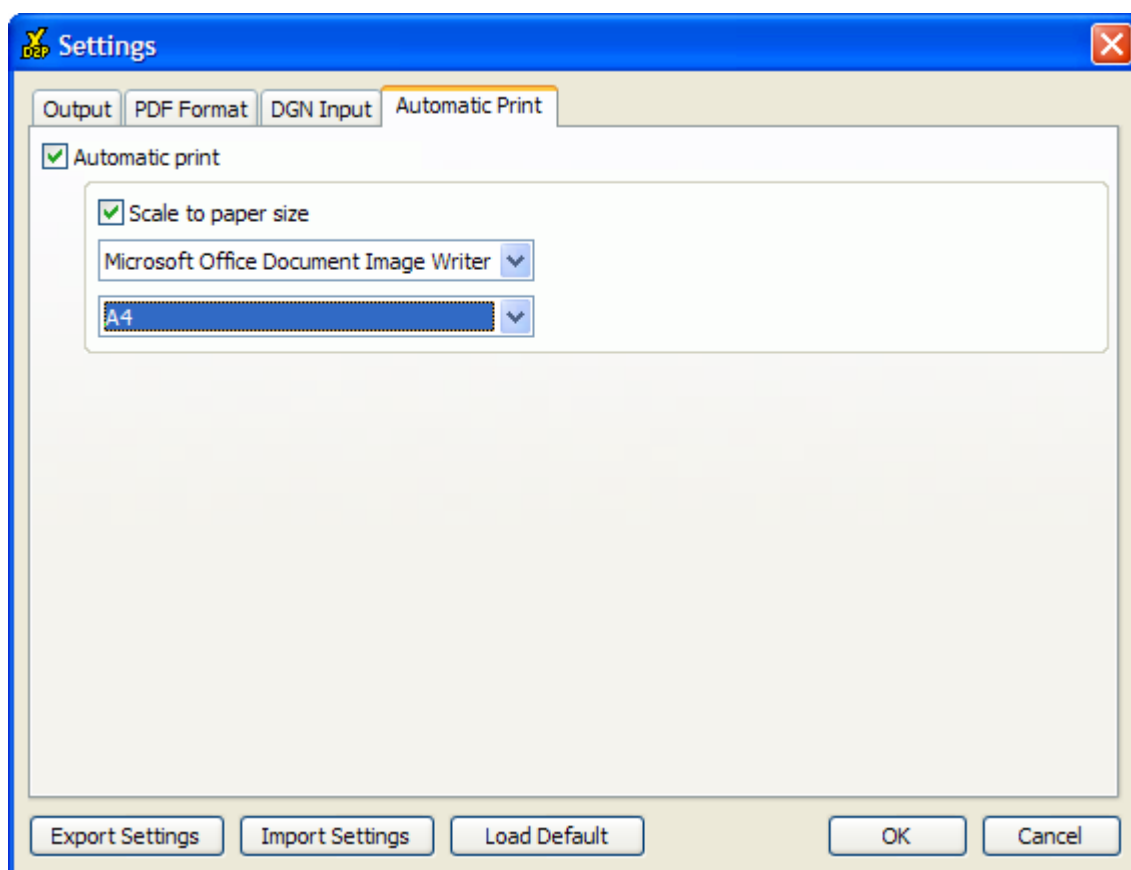 D2P Settings
Output PDF Format DGN Input Automatic Print
Automatic print
Scale to paper size
Microsoft Office Document Image Writer
A4
Export Settings Import Settings Load Default OK Cancel